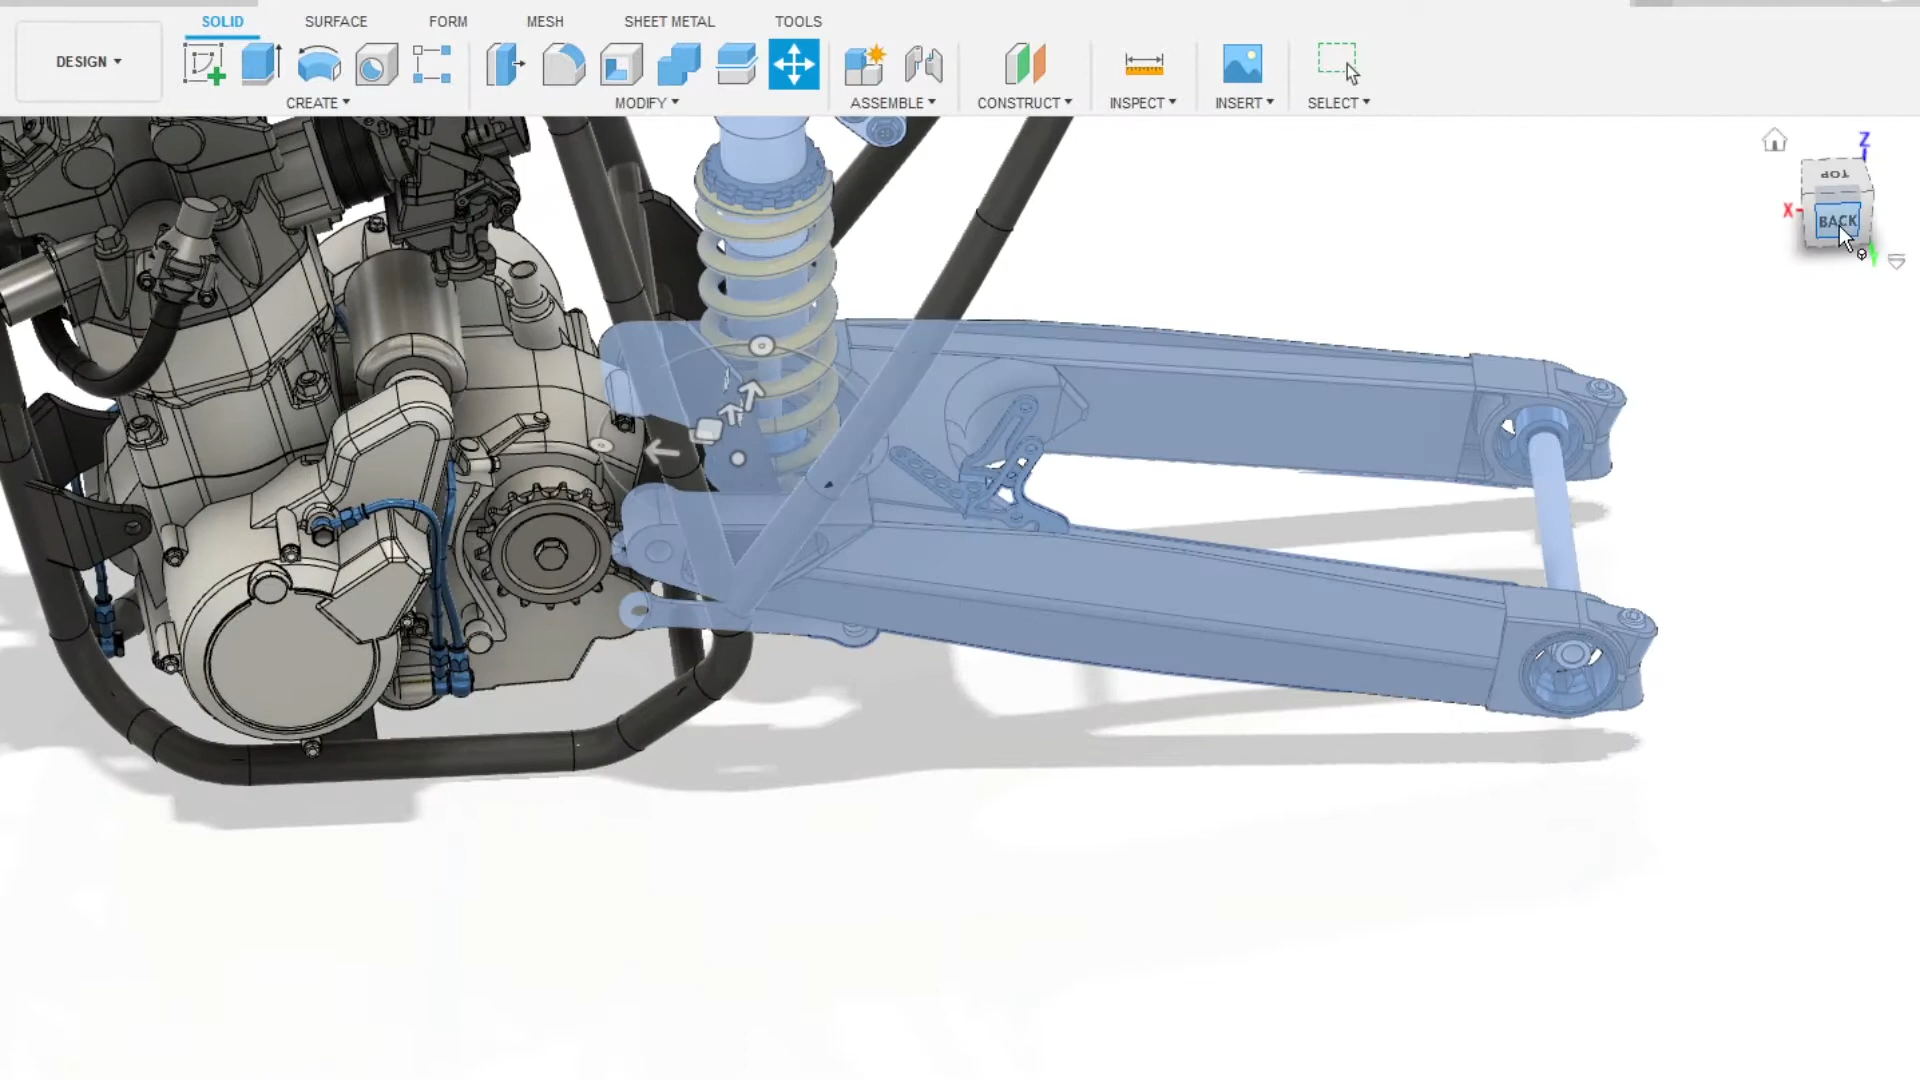 SOLID SURFACE FORM MESH SHEET METAL TOOLS
DESIGN
CREATE MODIFY ASSEMBLE CONSTRUCT INSPECT INSERT SELECT
Z
TOP
X
BACK
Y